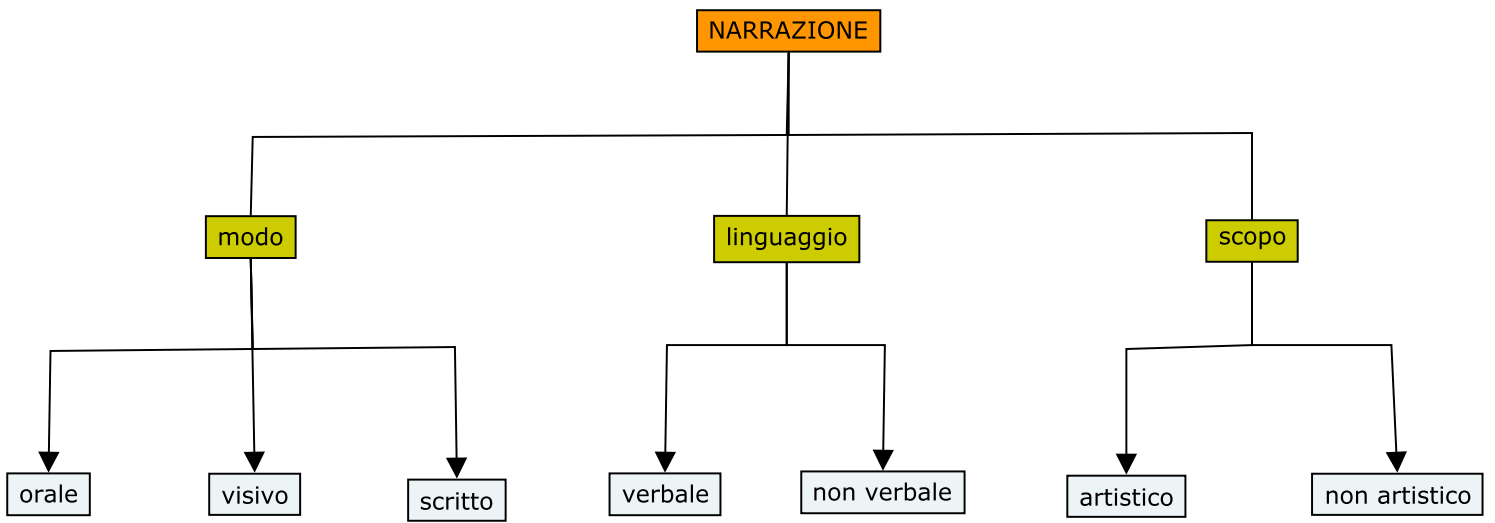 NARRAZIONE
modo
linguaggio
scopo
orale
visivo
scritto
verbale
non verbale
artistico
non artistico